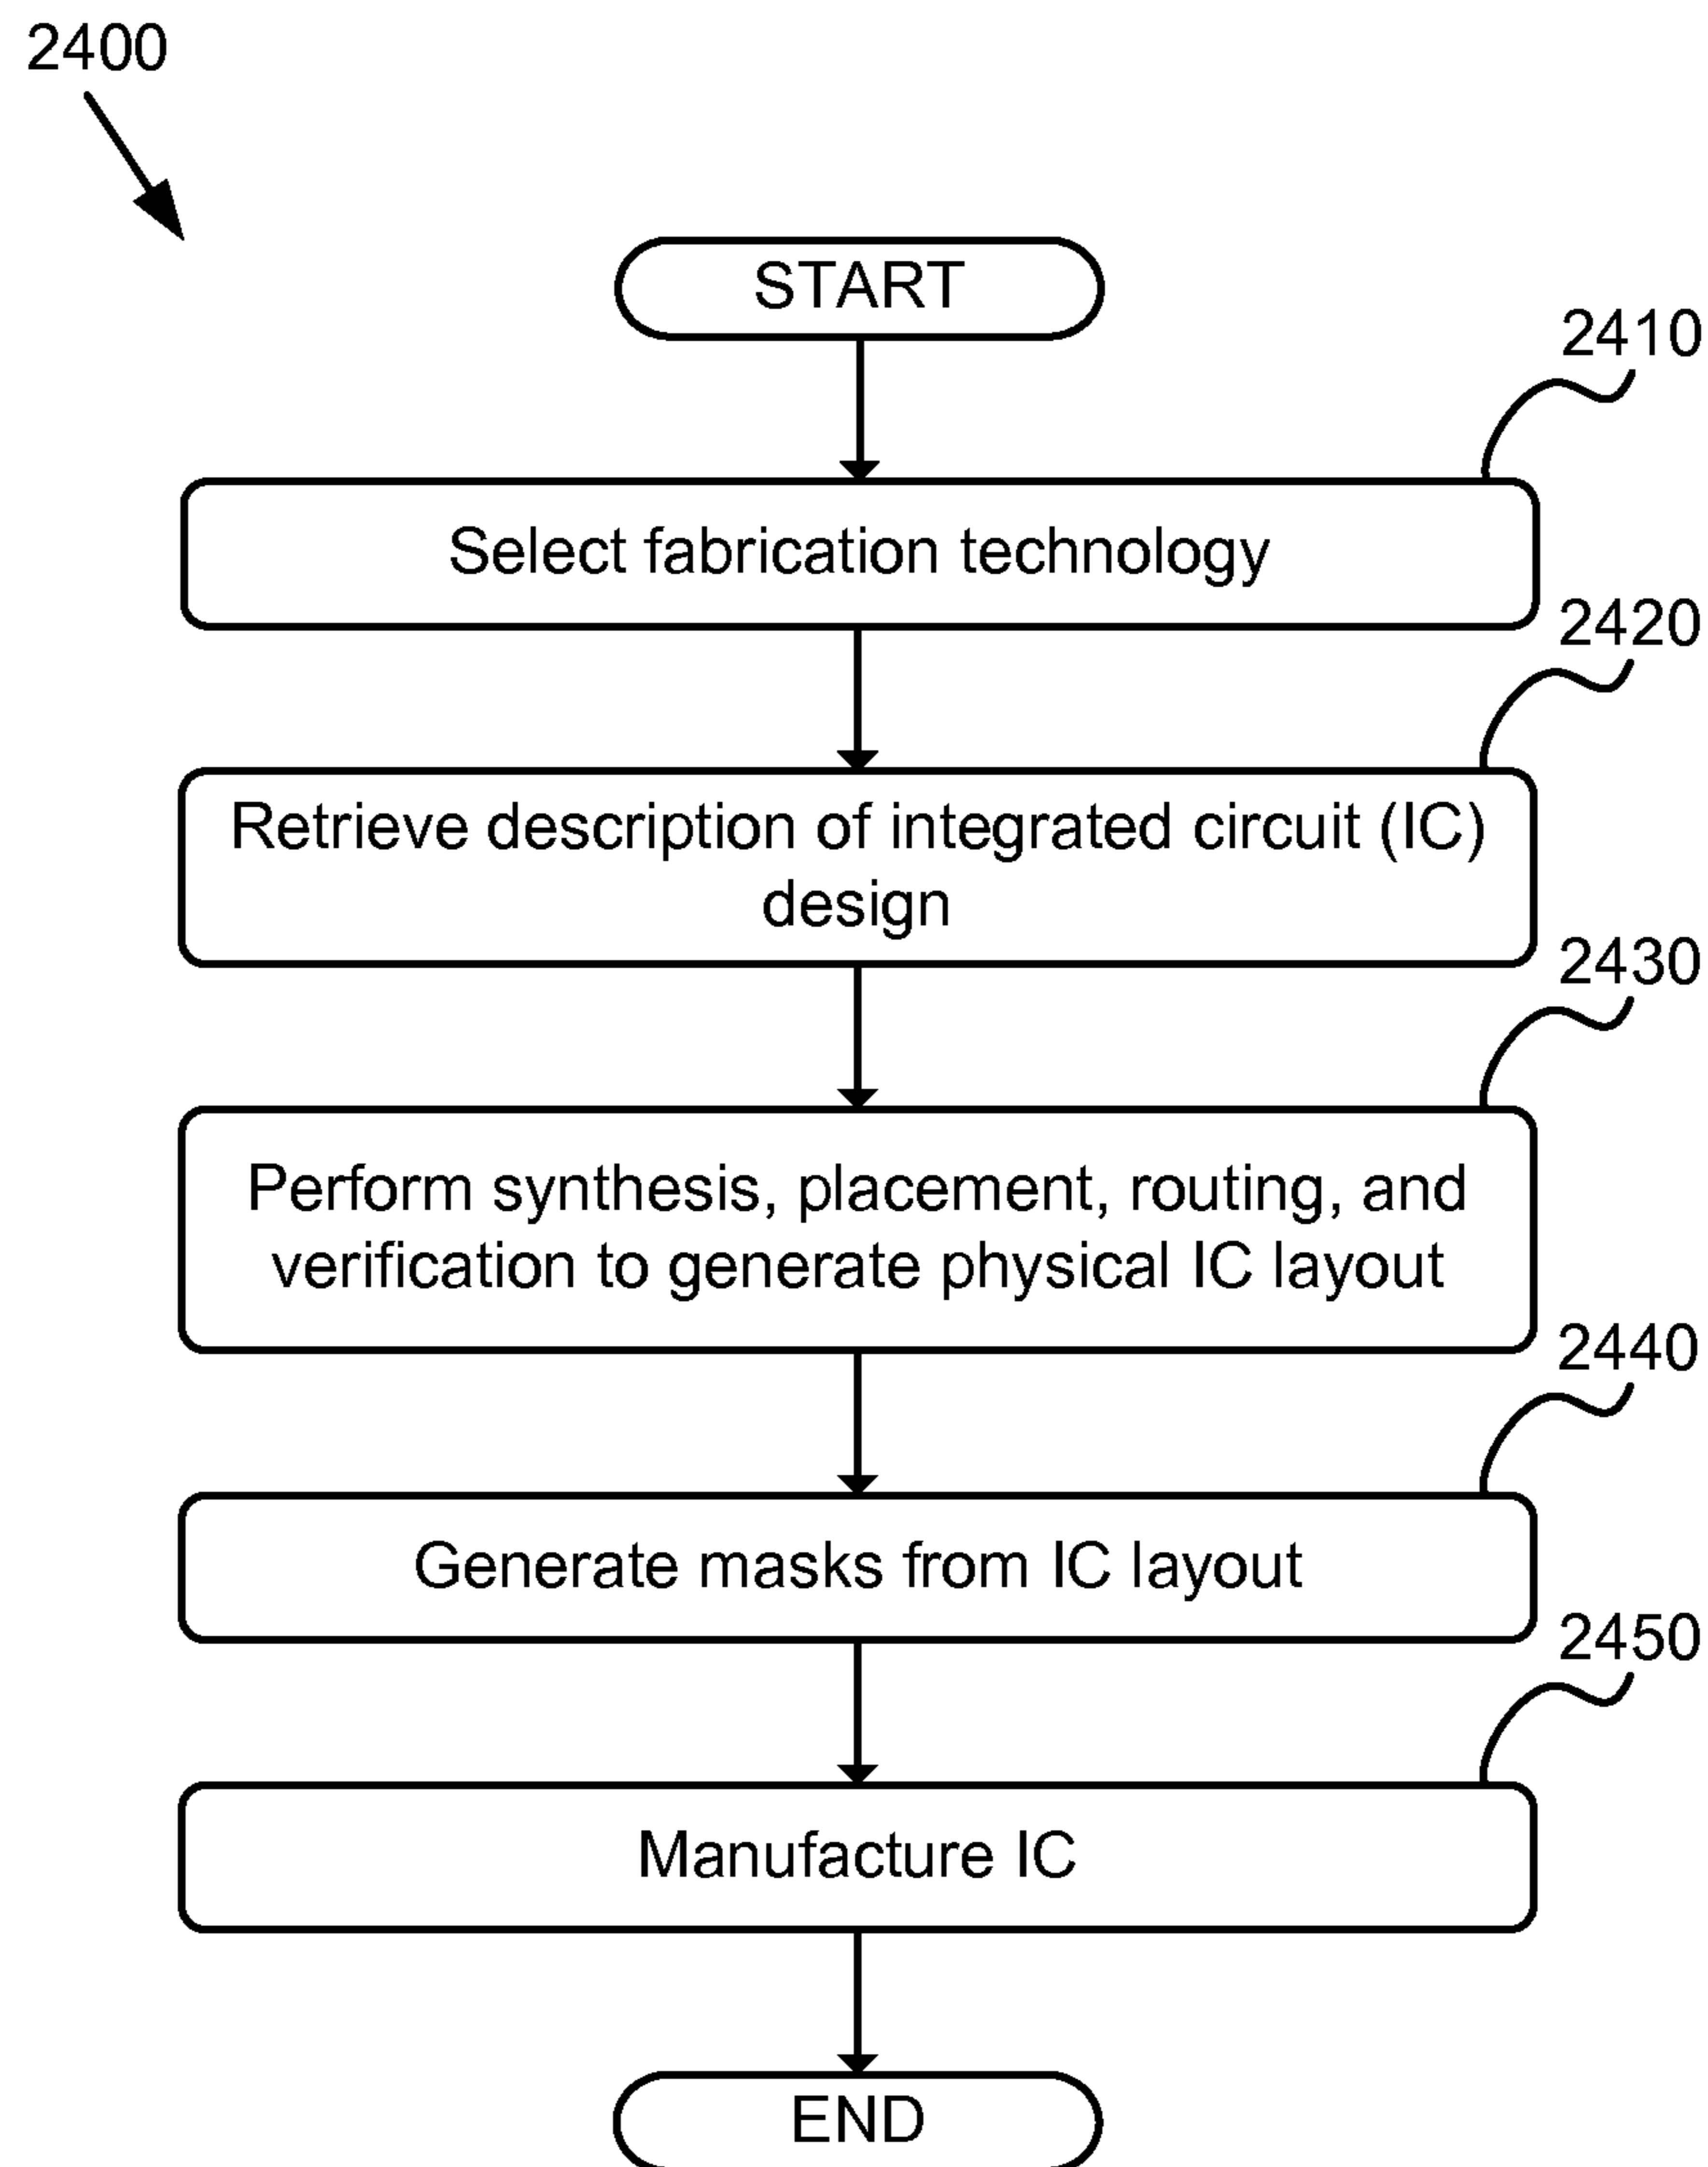 2400
START
2410
Select fabrication technology
2420
Retrieve description of integrated circuit (IC)
design
2430
Perform synthesis, placement, routing, and
verification to generate physical IC layout
2440
Generate masks from IC layout
2450
Manufacture IC
END